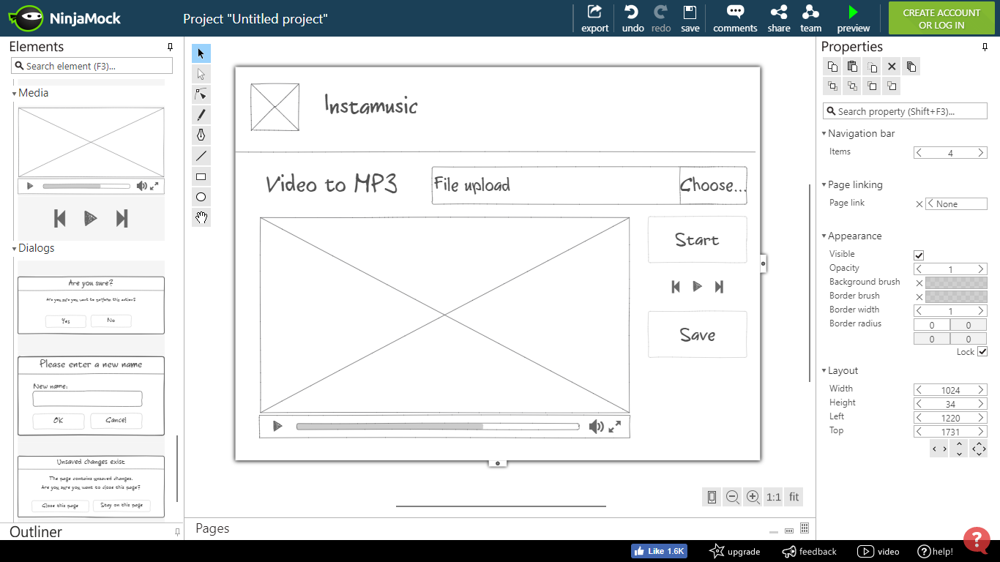 NinjaMock
Project "Untitled project"
export
undo
redo
save
comments
share
team
preview
CREATE ACCOUNT
OR LOG IN
Elements
Search element (F3)...
Media
Dialogs
Are you sure?
Are you sure you want to perform this action?
Yes
No
Please enter a new name
New name:
OK
Cancel
Unsaved changes exist
The page contains unsaved changes.
Are you sure you want to close this page?
Close this page
Stay on this page
Outliner
Instamusic
Video to MP3
File upload
Choose...
Start
Save
1:1
fit
Pages
Properties
Search property (Shift+F3)...
Navigation bar
Items 4
Page linking
Page link None
Appearance
Visible
Opacity 1
Background brush
Border brush
Border width 1
Border radius 0 0
0 0
Lock
Layout
Width 1024
Height 34
Left 1220
Top 1731
Like 1.6K
upgrade
feedback
video
help!
?